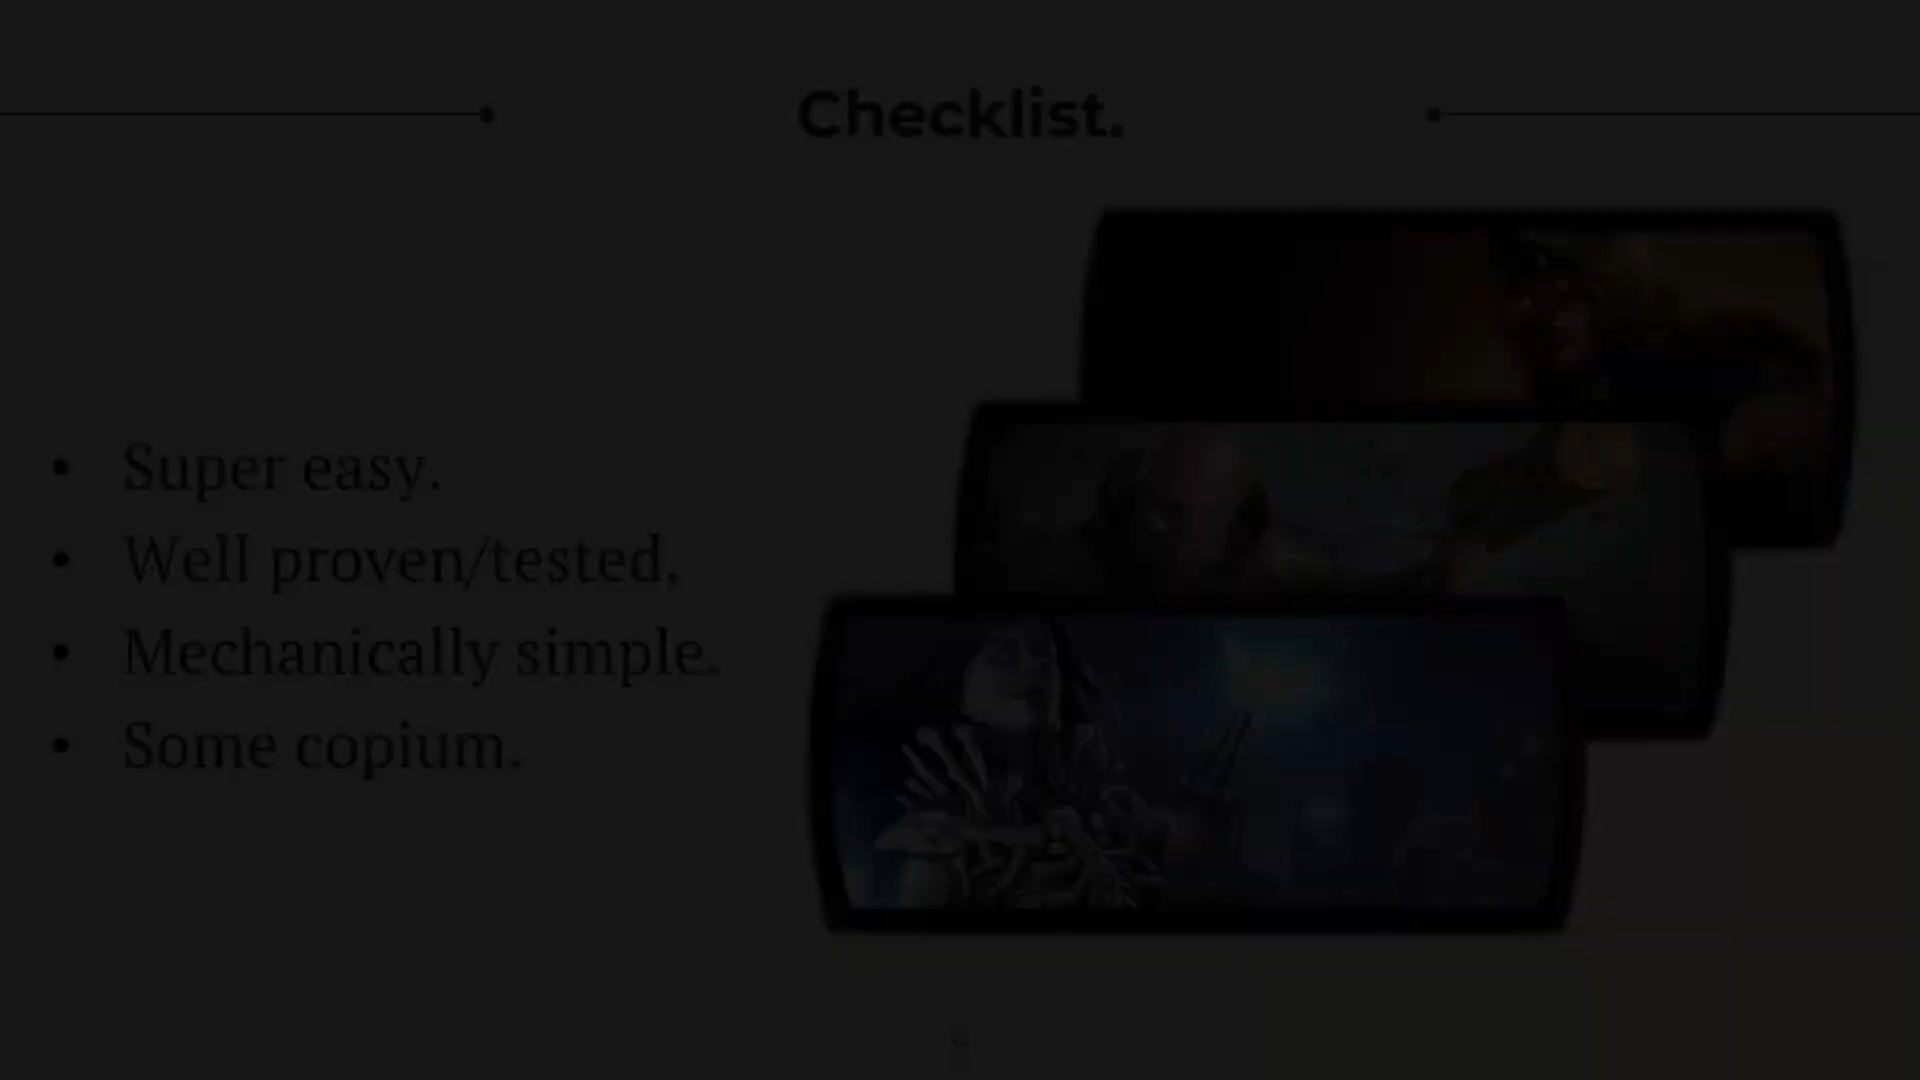 Checklist.
• Super easy.
• Well proven/tested.
• Mechanically simple.
• Some copium.